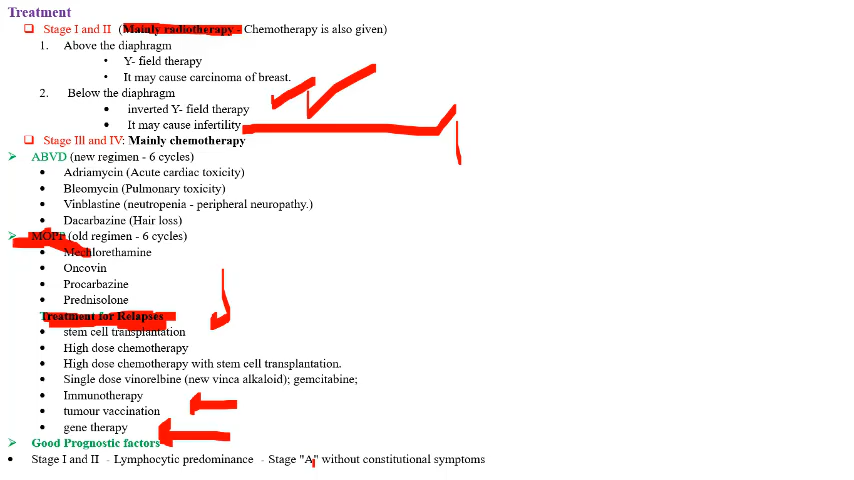 Treatment
Stage I and II (Mainly radiotherapy - Chemotherapy is also given)
1. Above the diaphragm
• Y- field therapy
• It may cause carcinoma of breast.
2. Below the diaphragm
• inverted Y- field therapy
• It may cause infertility
Stage III and IV: Mainly chemotherapy
ABVD (new regimen - 6 cycles)
• Adriamycin (Acute cardiac toxicity)
• Bleomycin (Pulmonary toxicity)
• Vinblastine (neutropenia - peripheral neuropathy.)
• Dacarbazine (Hair loss)
MOPP (old regimen - 6 cycles)
• Mechlorethamine
• Oncovin
• Procarbazine
• Prednisolone
Treatment for Relapses
• stem cell transplantation
• High dose chemotherapy
• High dose chemotherapy with stem cell transplantation.
• Single dose vinorelbine (new vinca alkaloid); gemcitabine;
• Immunotherapy
• tumour vaccination
• gene therapy
Good Prognostic factors
• Stage I and II - Lymphocytic predominance - Stage "A" without constitutional symptoms